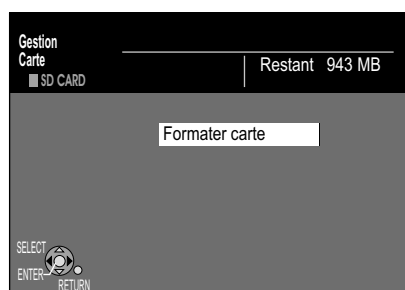 Gestion
Carte
SD CARD
Restant 943 MB
Formater carte
SELECT
ENTER
RETURN